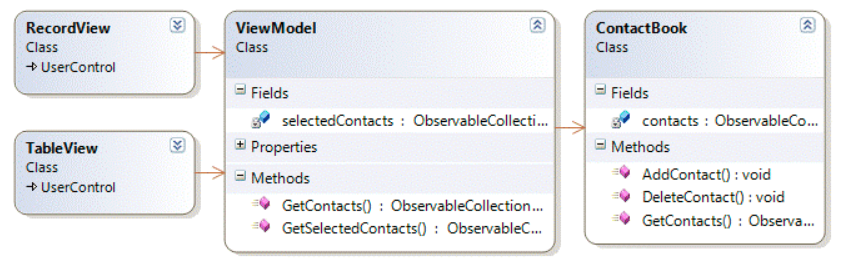 RecordView
Class
UserControl
TableView
Class
UserControl
ViewModel
Class
Fields
selectedContacts : ObservableCollecti...
Properties
Methods
GetContacts() : ObservableCollection...
GetSelectedContacts() : ObservableC...
ContactBook
Class
Fields
contacts : ObservableCo...
Methods
AddContact() : void
DeleteContact() : void
GetContacts() : Observa...